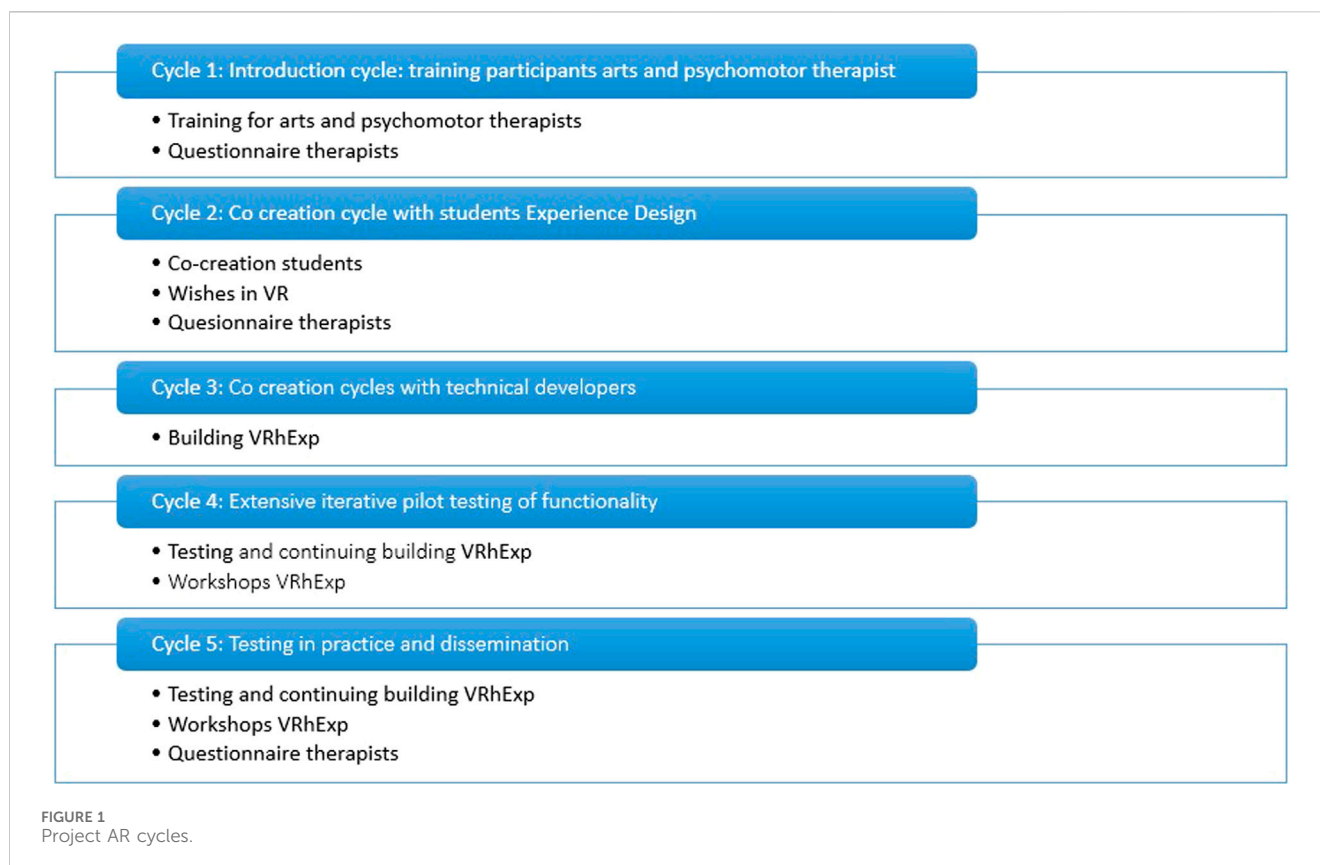 Cycle 1: Introduction cycle: training participants arts and psychomotor therapist
• Training for arts and psychomotor therapists
• Questionnaire therapists
Cycle 2: Co creation cycle with students Experience Design
• Co-creation students
• Wishes in VR
• Quesionnaire therapists
Cycle 3: Co creation cycles with technical developers
• Building VRhExp
Cycle 4: Extensive iterative pilot testing of functionality
• Testing and continuing building VRhExp
• Workshops VRhExp
Cycle 5: Testing in practice and dissemination
• Testing and continuing building VRhExp
• Workshops VRhExp
• Questionnaire therapists
FIGURE 1
Project AR cycles.